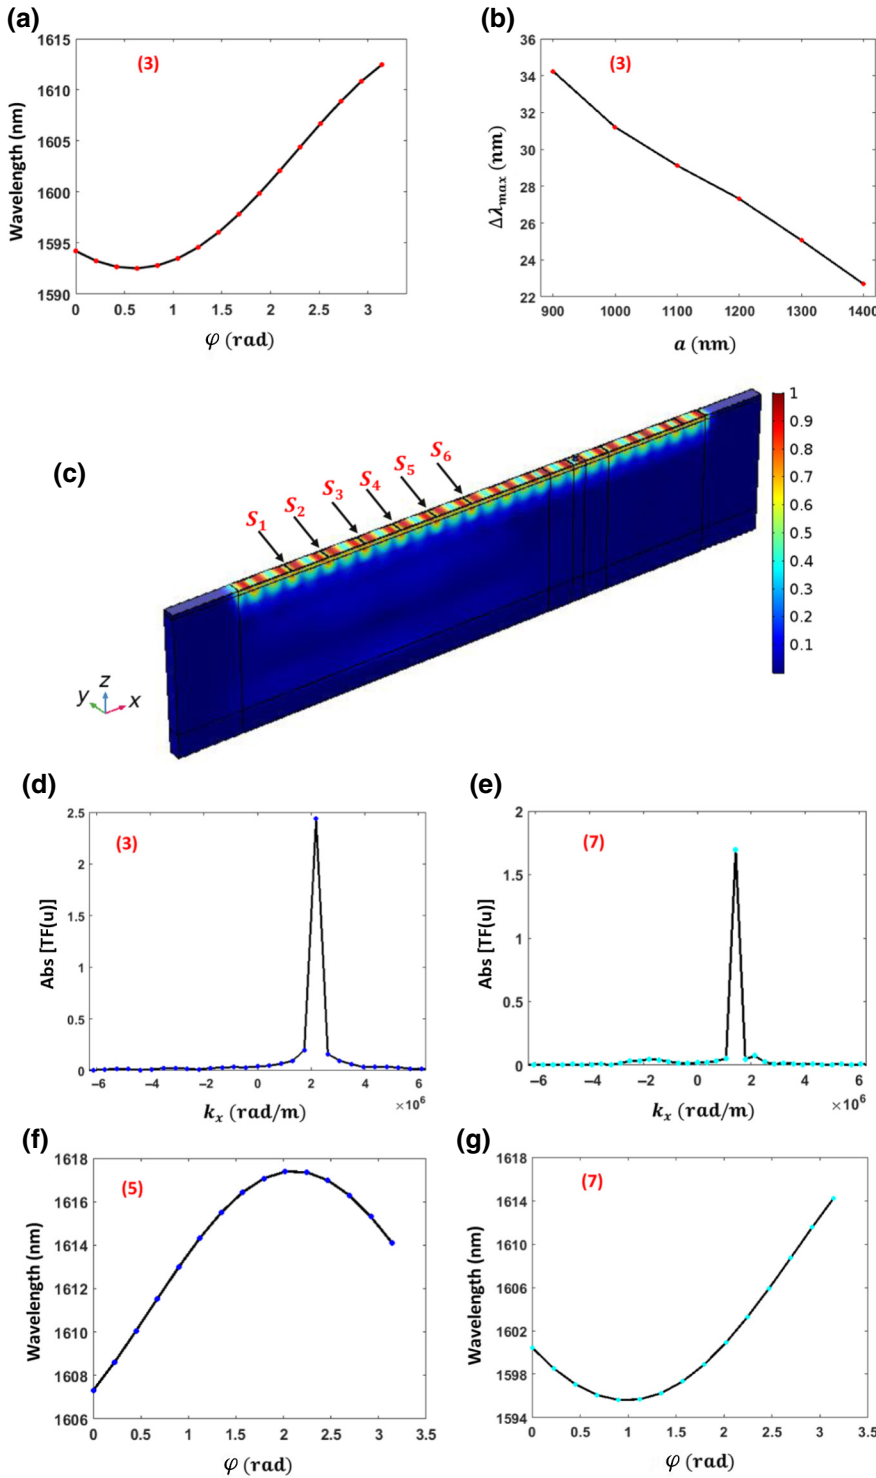 (a)
1615
1610
1605
1600
1595
1590
Wavelength (nm)
(3)
0 0.5 1 1.5 2 2.5 3
φ (rad)
(b)
36
34
32
30
28
26
24
22
Δλmax (nm)
(3)
900 1000 1100 1200 1300 1400
a (nm)
(c)
S1
S2
S3
S4
S5
S6
1
0.9
0.8
0.7
0.6
0.5
0.4
0.3
0.2
0.1
y z x
(d)
2.5
2
1.5
1
0.5
0
Abs [TF(u)]
(3)
−6 −4 −2 0 2 4 6
×10^6
kx (rad/m)
(e)
2
1.5
1
0.5
0
Abs [TF(u)]
(7)
−6 −4 −2 0 2 4 6
×10^6
kx (rad/m)
(f)
1618
1616
1614
1612
1610
1608
1606
Wavelength (nm)
(5)
0 0.5 1 1.5 2 2.5 3 3.5
φ (rad)
(g)
1618
1614
1610
1606
1602
1598
1594
Wavelength (nm)
(7)
0 0.5 1 1.5 2 2.5 3 3.5
φ (rad)